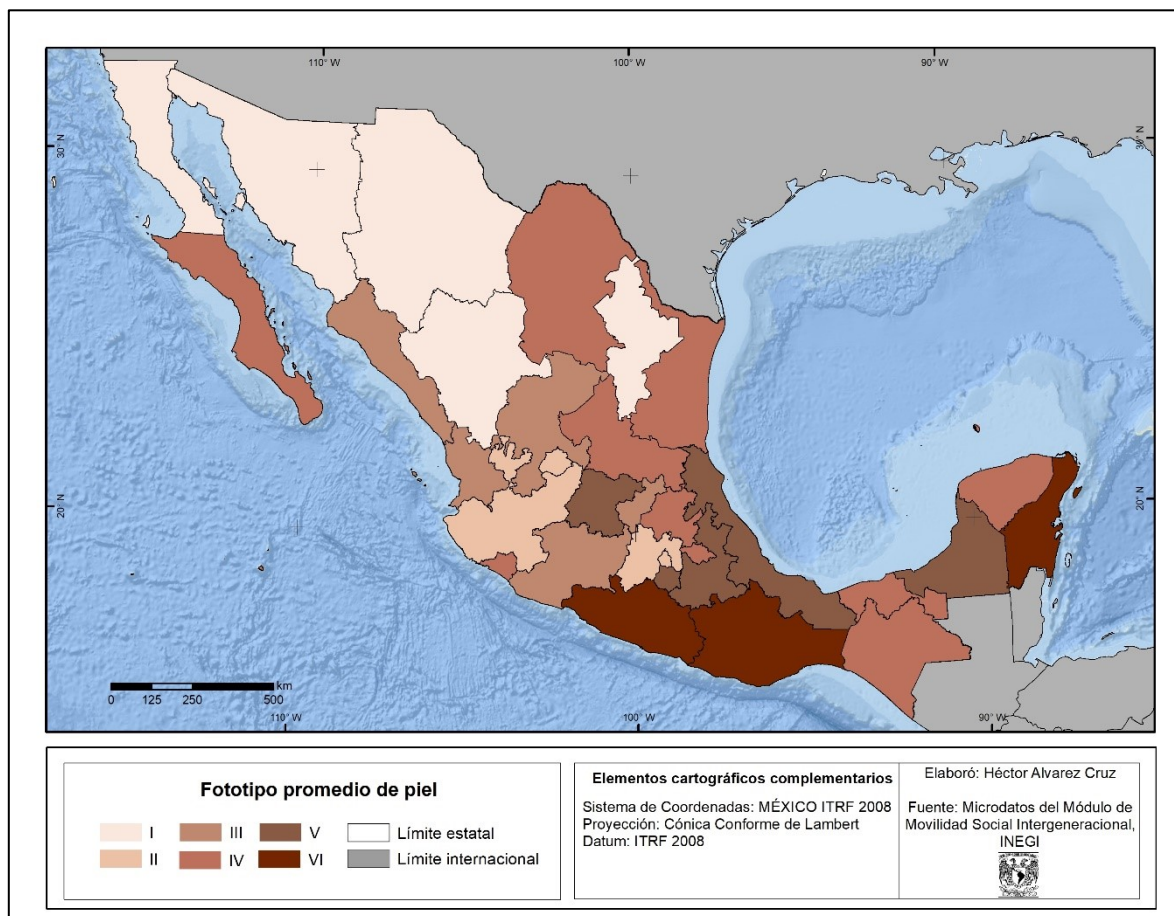 110° W
100° W
90° W
30° N
30° N
20° N
20° N
km
0 125 250 500
110° W
100° W
90° W
Fototipo promedio de piel
I
III
V
Límite estatal
II
IV
VI
Límite internacional
Elementos cartográficos complementarios
Sistema de Coordenadas: MÉXICO ITRF 2008
Proyección: Cónica Conforme de Lambert
Datum: ITRF 2008
Elaboró: Héctor Alvarez Cruz
Fuente: Microdatos del Módulo de
Movilidad Social Intergeneracional,
INEGI